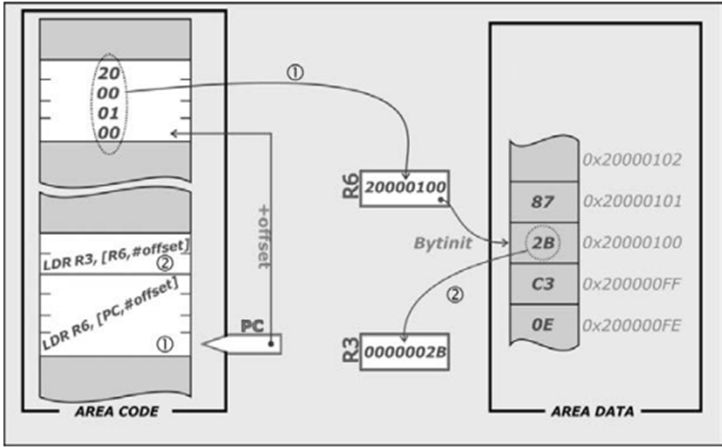 20
00
01
00
①
R6
20000100
+offset
Bytinit
LDR R3, [R6,#offset]
②
LDR R6, [PC,#offset]
①
PC
②
R3
0000002B
0x20000102
87
0x20000101
2B
0x20000100
C3
0x200000FF
0E
0x200000FE
AREA CODE
AREA DATA